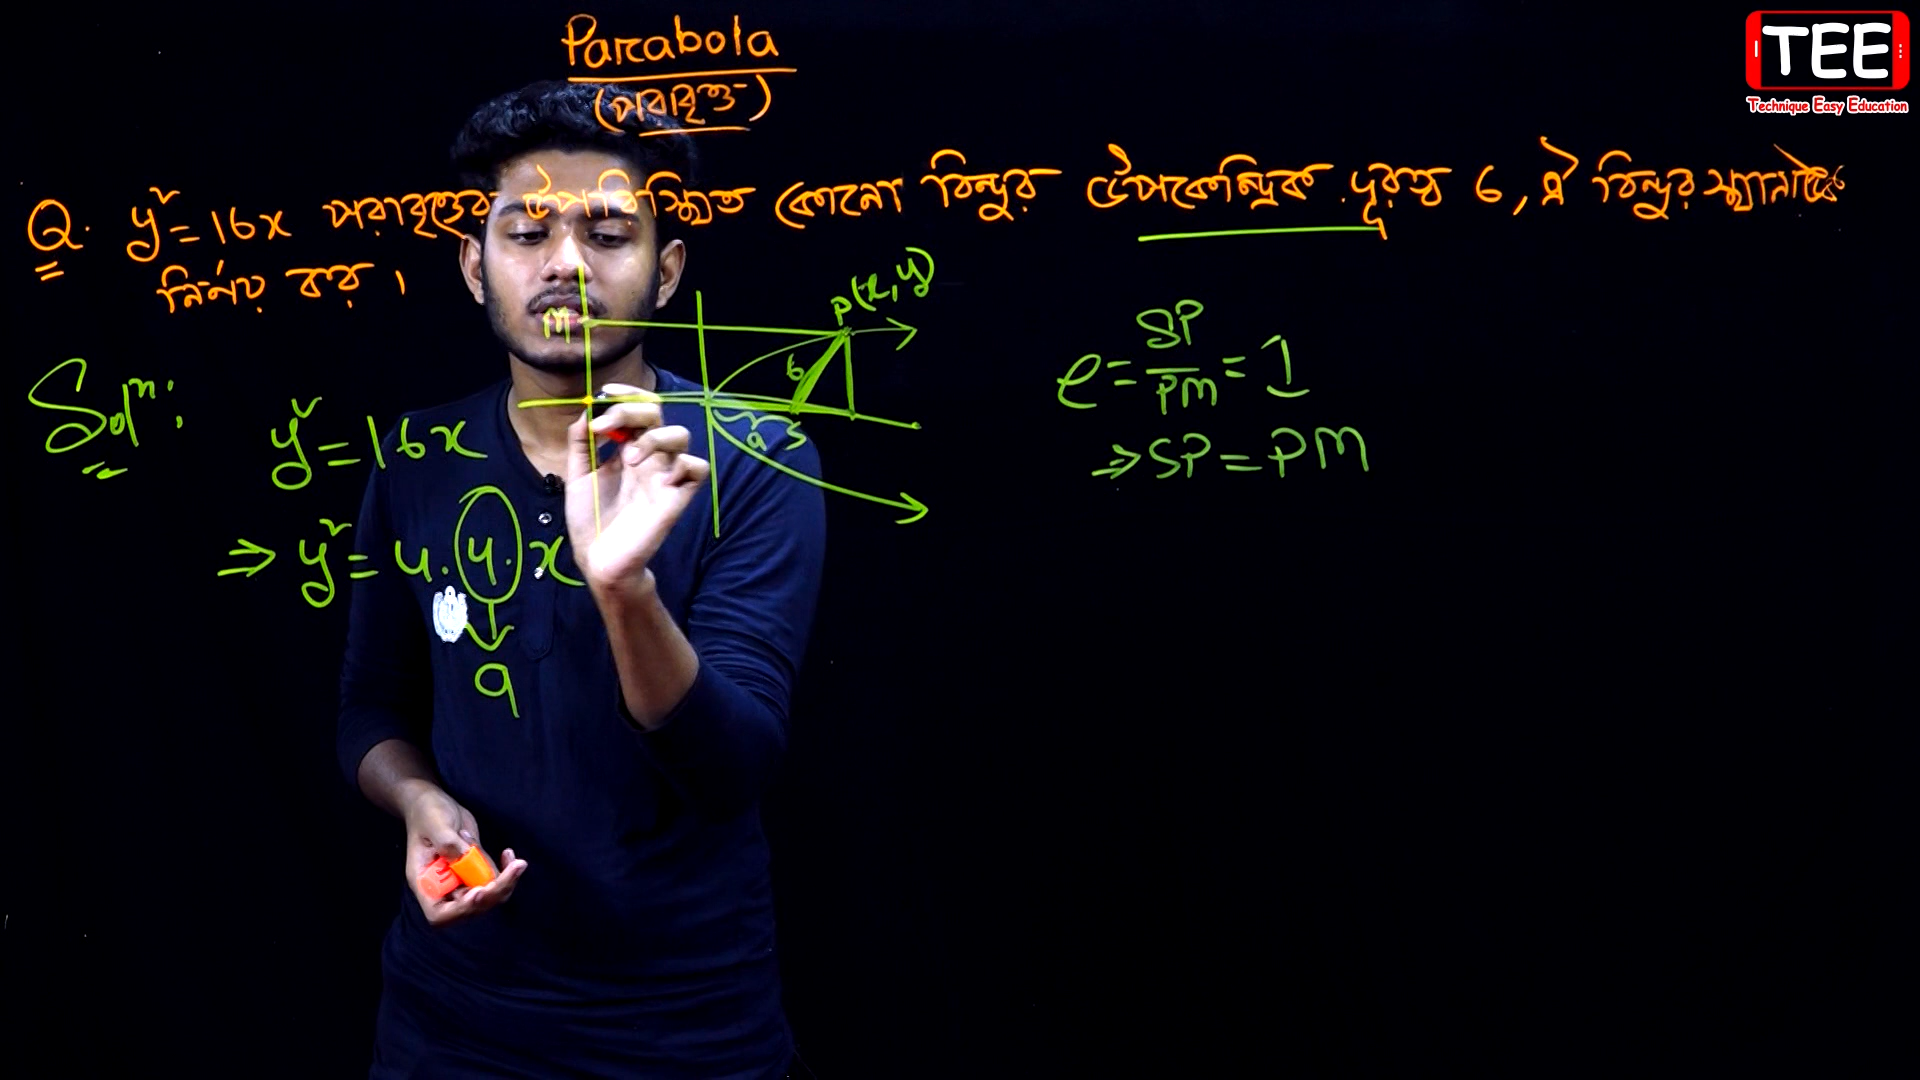 Parabola
(পরাবৃত্ত)
TEE
Technique Easy Education
Q. y² = 16x পরাবৃত্তের উপরিস্থিত কোনো বিন্দুর উপকেন্দ্রিক দূরত্ব 6, ঐ বিন্দুর স্থানাঙ্ক
নির্ণয় কর।
Solⁿ:
y² = 16x
⇒ y² = 4.4.x
a
M
P(x, y)
6
a
S
e = SP/PM = 1
⇒ SP = PM